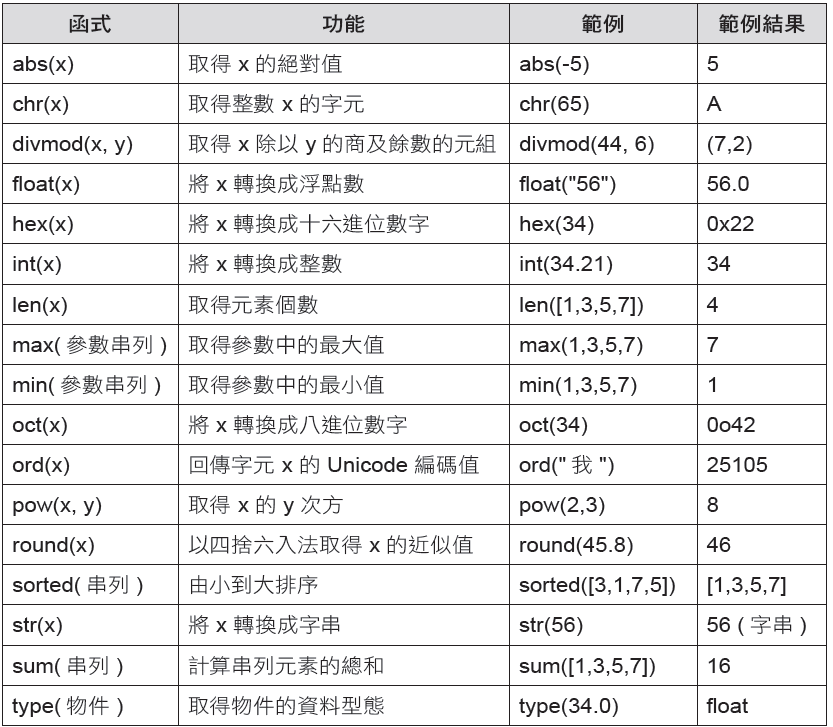 函式 功能 範例 範例結果
abs(x) 取得 x 的絕對值 abs(-5) 5
chr(x) 取得整數 x 的字元 chr(65) A
divmod(x, y) 取得 x 除以 y 的商及餘數的元組 divmod(44, 6) (7,2)
float(x) 將 x 轉換成浮點數 float("56") 56.0
hex(x) 將 x 轉換成十六進位數字 hex(34) 0x22
int(x) 將 x 轉換成整數 int(34.21) 34
len(x) 取得元素個數 len([1,3,5,7]) 4
max( 參數串列 ) 取得參數中的最大值 max(1,3,5,7) 7
min( 參數串列 ) 取得參數中的最小值 min(1,3,5,7) 1
oct(x) 將 x 轉換成八進位數字 oct(34) 0o42
ord(x) 回傳字元 x 的 Unicode 編碼值 ord(" 我 ") 25105
pow(x, y) 取得 x 的 y 次方 pow(2,3) 8
round(x) 以四捨六入法取得 x 的近似值 round(45.8) 46
sorted( 串列 ) 由小到大排序 sorted([3,1,7,5]) [1,3,5,7]
str(x) 將 x 轉換成字串 str(56) 56 ( 字串 )
sum( 串列 ) 計算串列元素的總和 sum([1,3,5,7]) 16
type( 物件 ) 取得物件的資料型態 type(34.0) float